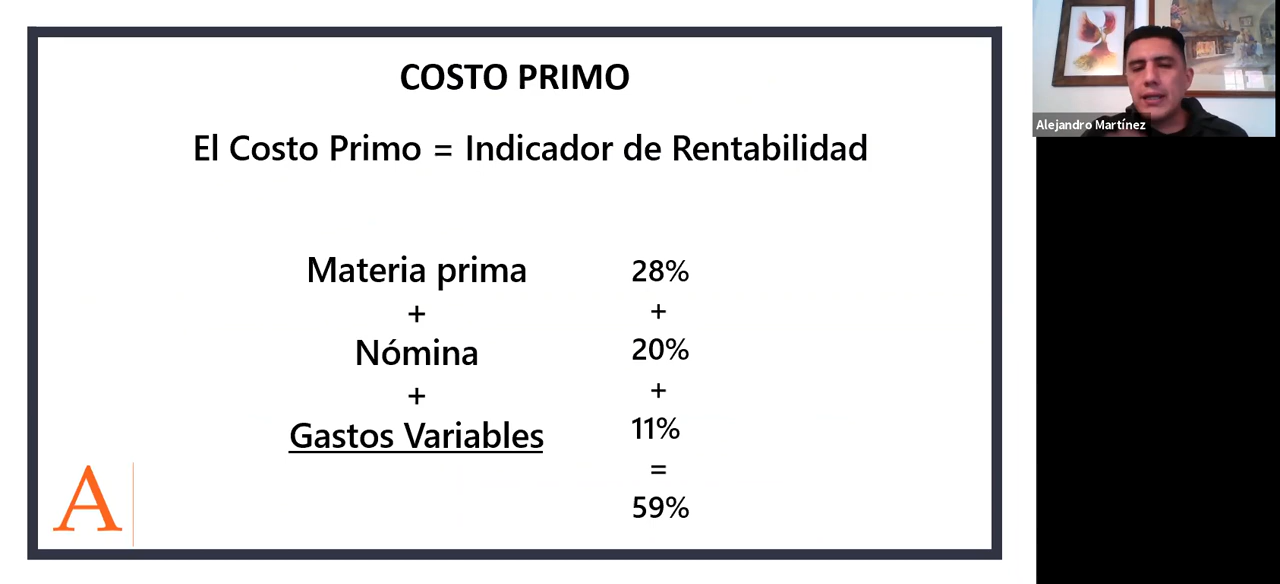 COSTO PRIMO
El Costo Primo = Indicador de Rentabilidad
Materia prima 28%
+ +
Nómina 20%
+ +
Gastos Variables 11%
=
59%
A
Alejandro Martínez